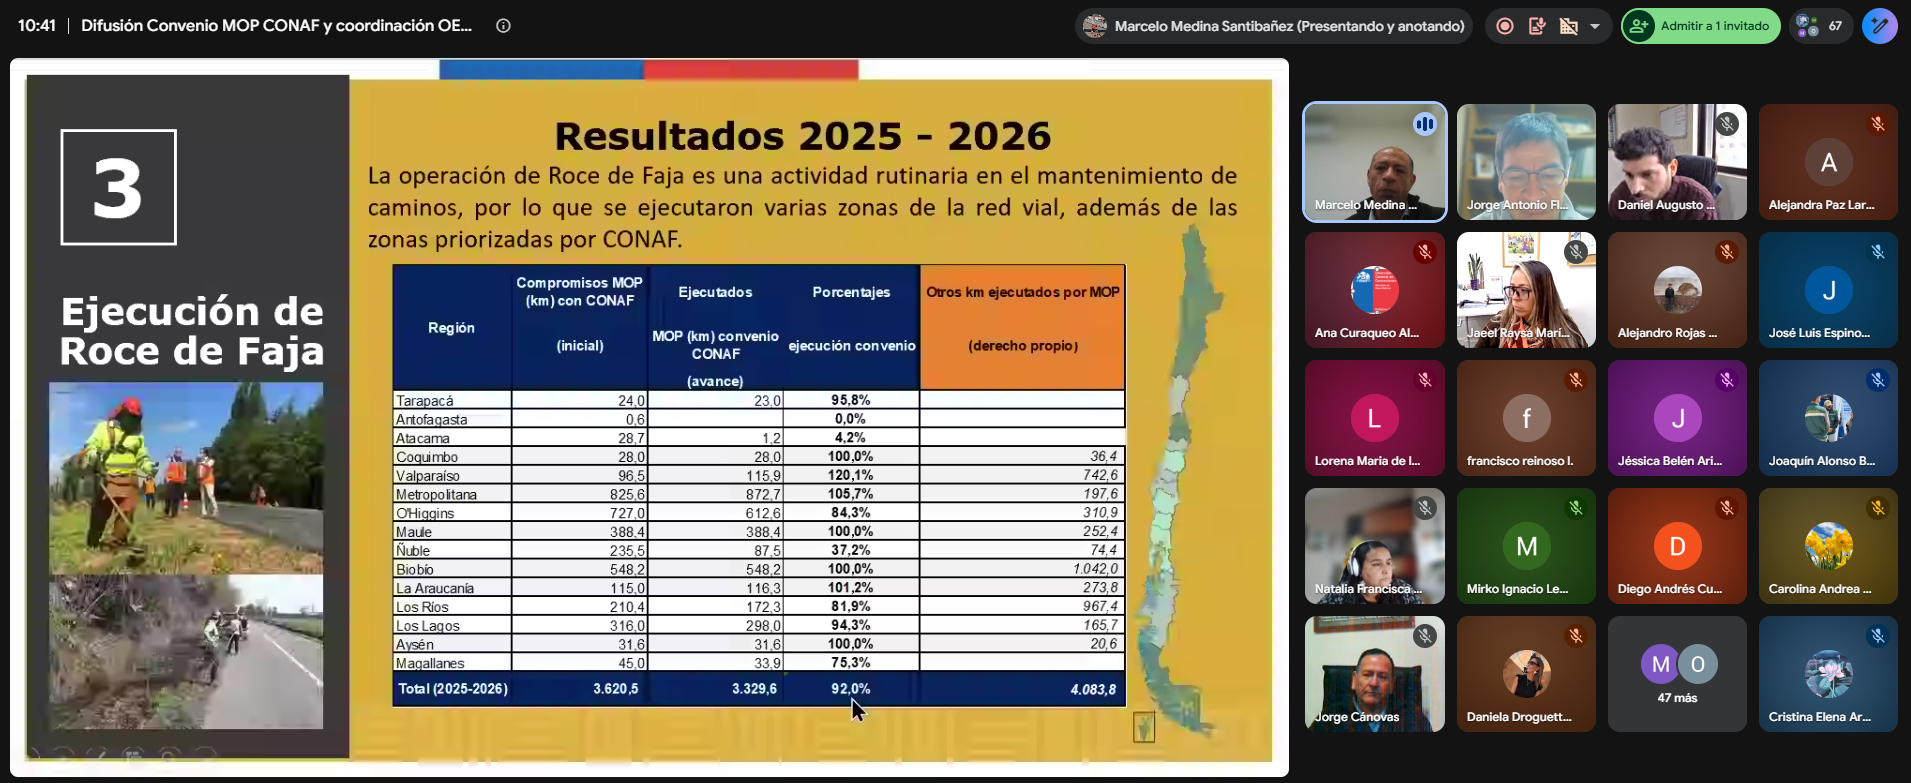 10:41 | Difusión Convenio MOP CONAF y coordinación OE...
Marcelo Medina Santibañez (Presentando y anotando)
Admitir a 1 invitado
67
3
Ejecución de
Roce de Faja
Resultados 2025 - 2026
La operación de Roce de Faja es una actividad rutinaria en el mantenimiento de
caminos, por lo que se ejecutaron varias zonas de la red vial, además de las
zonas priorizadas por CONAF.
Región | Compromisos MOP (km) con CONAF (inicial) | Ejecutados MOP (km) convenio CONAF (avance) | Porcentajes ejecución convenio | Otros km ejecutados por MOP (derecho propio)
Tarapacá 24,0 23,0 95,8%
Antofagasta 0,6 0,0%
Atacama 28,7 1,2 4,2%
Coquimbo 28,0 28,0 100,0% 36,4
Valparaíso 96,5 115,9 120,1% 742,6
Metropolitana 825,6 872,7 105,7% 197,6
O'Higgins 727,0 612,6 84,3% 310,9
Maule 388,4 388,4 100,0% 252,4
Ñuble 235,5 87,5 37,2% 74,4
Biobío 548,2 548,2 100,0% 1.042,0
La Araucanía 115,0 116,3 101,2% 273,8
Los Ríos 210,4 172,3 81,9% 967,4
Los Lagos 316,0 298,0 94,3% 165,7
Aysén 31,6 31,6 100,0% 20,6
Magallanes 45,0 33,9 75,3%
Total (2025-2026) 3.620,5 3.329,6 92,0% 4.083,8
Marcelo Medina ...
Jorge Antonio Fl...
Daniel Augusto ...
A
Alejandra Paz Lar...
Ana Curaqueo Al...
Jaeel Raysa Marí...
Alejandro Rojas ...
J
José Luis Espino...
L
Lorena Maria de l...
f
francisco reinoso l.
J
Jéssica Belén Ari...
Joaquín Alonso B...
Natalia Francisca ...
M
Mirko Ignacio Le...
D
Diego Andrés Cu...
Carolina Andrea ...
Jorge Cánovas
Daniela Droguett...
M O
47 más
Cristina Elena Ar...